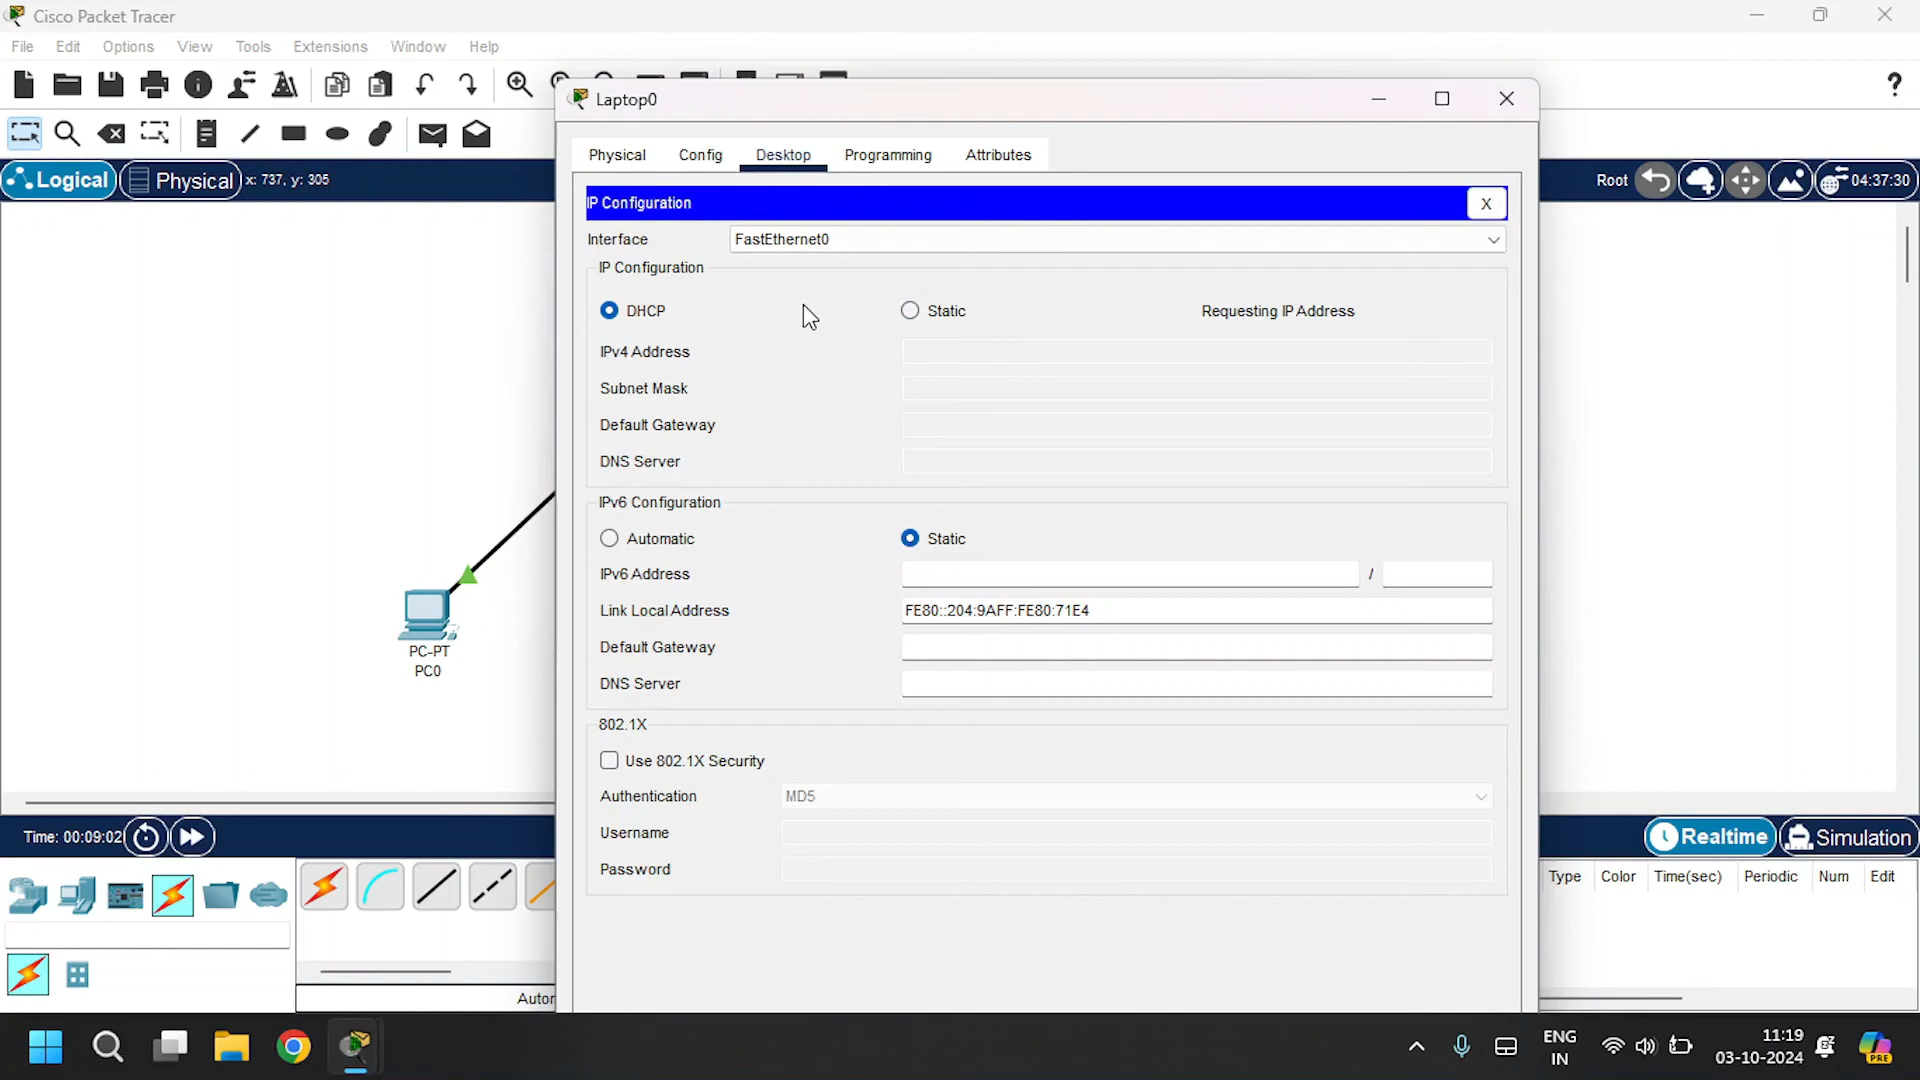 Cisco Packet Tracer
File Edit Options View Tools Extensions Window Help
?
Laptop0
Physical Config Desktop Programming Attributes
Logical Physical x: 737, y: 305
Root 04:37:30
IP Configuration X
Interface FastEthernet0
IP Configuration
DHCP Static Requesting IP Address
IPv4 Address
Subnet Mask
Default Gateway
DNS Server
IPv6 Configuration
Automatic Static
IPv6 Address /
Link Local Address FE80::204:9AFF:FE80:71E4
Default Gateway
DNS Server
802.1X
Use 802.1X Security
Authentication MD5
Username
Password
PC-PT
PC0
Time: 00:09:02
Realtime Simulation
Type Color Time(sec) Periodic Num Edit
Autor
ENG
IN
11:19
03-10-2024
PRE